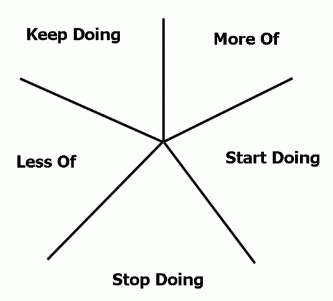 Keep Doing
More Of
Less Of
Start Doing
Stop Doing